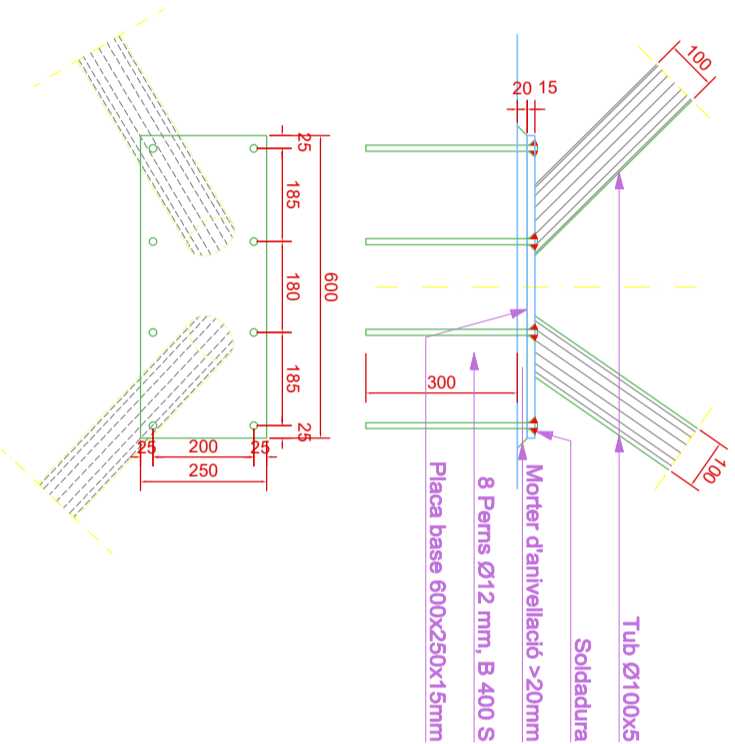 100
20 15
25
185
180
600
185
25
25
200
25
250
300
100
Tub Ø100x5
Soldadura
Morter d'anivellació >20mm
8 Perns Ø12 mm, B 400 S
Placa base 600x250x15mm